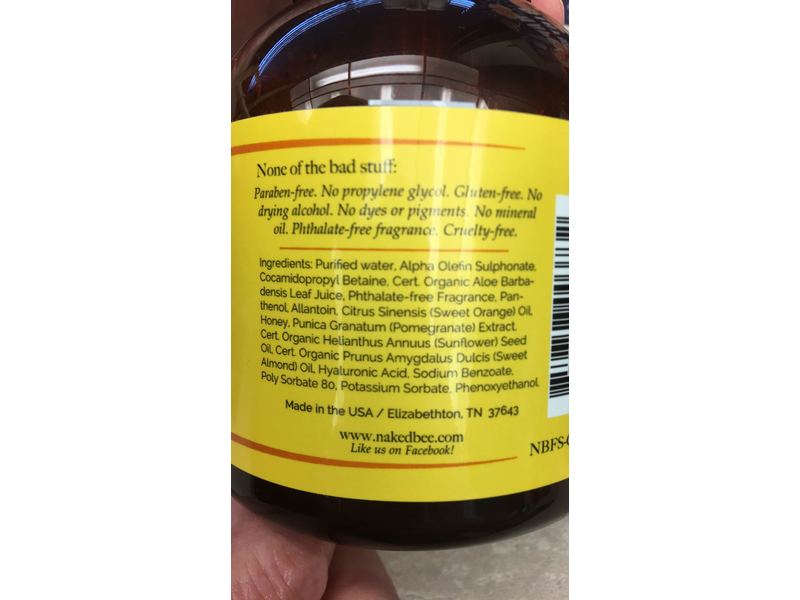 None of the bad stuff:
Paraben-free. No propylene glycol. Gluten-free. No
drying alcohol. No dyes or pigments. No mineral
oil. Phthalate-free fragrance. Cruelty-free.
Ingredients: Purified water, Alpha Olefin Sulphonate,
Cocamidopropyl Betaine, Cert. Organic Aloe Barba-
densis Leaf Juice, Phthalate-free Fragrance, Pan-
thenol, Allantoin, Citrus Sinensis (Sweet Orange) Oil,
Honey, Punica Granatum (Pomegranate) Extract,
Cert. Organic Helianthus Annuus (Sunflower) Seed
Oil, Cert. Organic Prunus Amygdalus Dulcis (Sweet
Almond) Oil, Hyaluronic Acid, Sodium Benzoate,
Poly Sorbate 80, Potassium Sorbate, Phenoxyethanol.
Made in the USA / Elizabethton, TN 37643
www.nakedbee.com
Like us on Facebook!